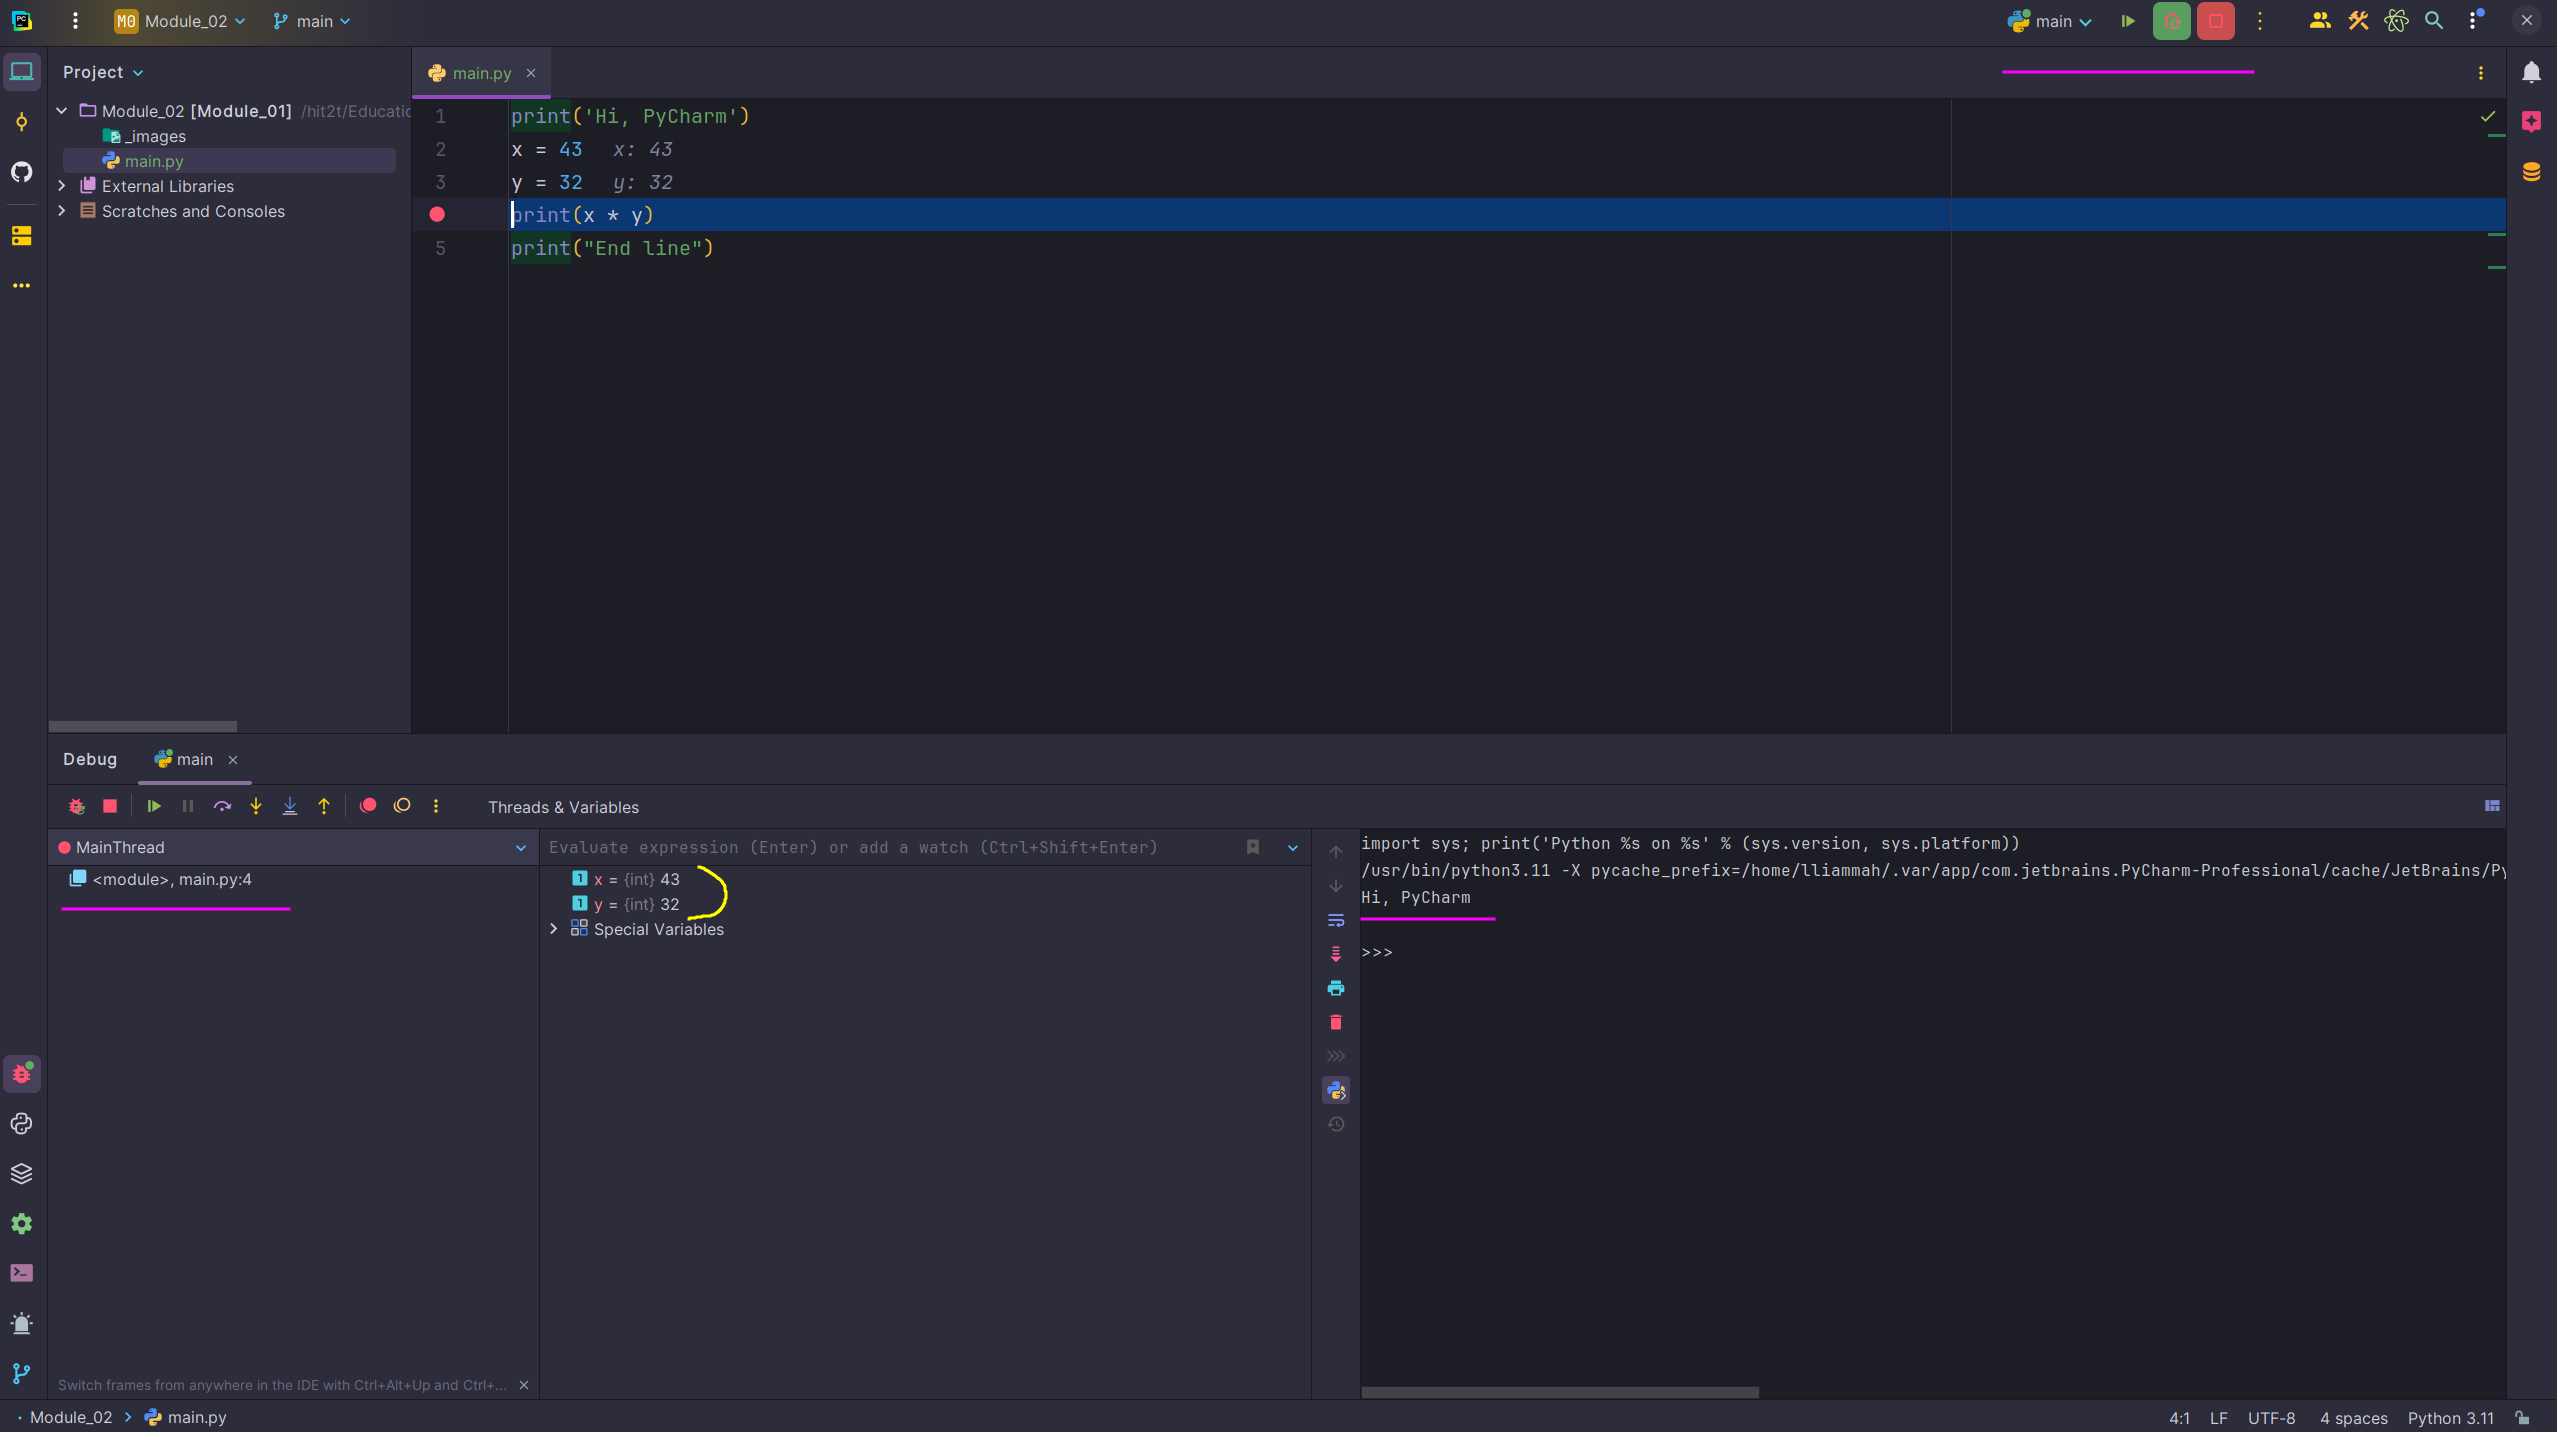 M0 Module_02 main main
Project
main.py
Module_02 [Module_01] /hit2t/Educatio
_images
main.py
External Libraries
Scratches and Consoles
1 print('Hi, PyCharm')
2 x = 43 x: 43
3 y = 32 y: 32
print(x * y)
5 print("End line")
Debug main
Threads & Variables
MainThread
<module>, main.py:4
Switch frames from anywhere in the IDE with Ctrl+Alt+Up and Ctrl+...
Evaluate expression (Enter) or add a watch (Ctrl+Shift+Enter)
x = {int} 43
y = {int} 32
Special Variables
import sys; print('Python %s on %s' % (sys.version, sys.platform))
/usr/bin/python3.11 -X pycache_prefix=/home/lliammah/.var/app/com.jetbrains.PyCharm-Professional/cache/JetBrains/Py
Hi, PyCharm
>>>
Module_02 main.py
4:1 LF UTF-8 4 spaces Python 3.11